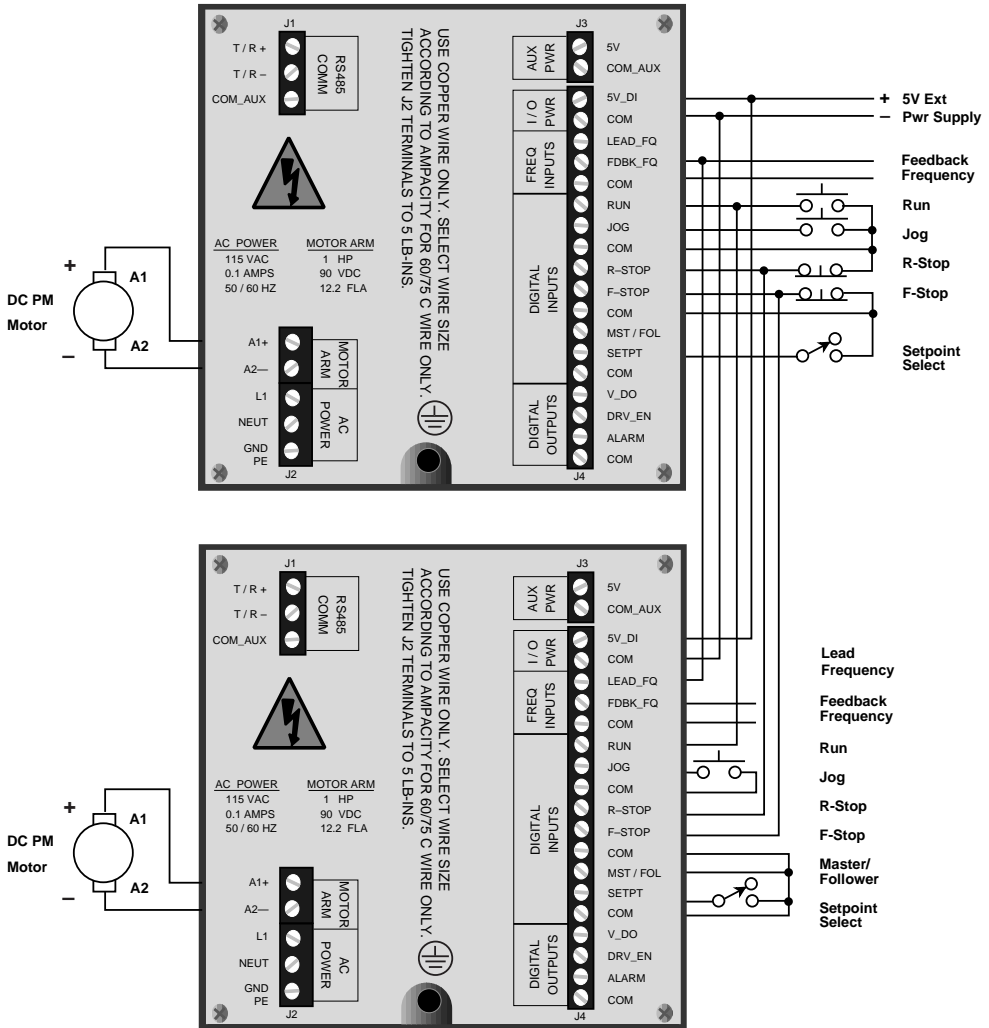 J1
T / R +
T / R –
COM_AUX
RS485
COMM
USE COPPER WIRE ONLY. SELECT WIRE SIZE
ACCORDING TO AMPACITY FOR 60/75 C WIRE ONLY.
TIGHTEN J2 TERMINALS TO 5 LB-INS.
AC POWER
115 VAC
0.1 AMPS
50 / 60 HZ
MOTOR ARM
1 HP
90 VDC
12.2 FLA
+
DC PM
Motor
–
A1
A2
A1+
A2—
L1
NEUT
GND
PE
MOTOR
ARM
AC
POWER
J2
J3
AUX
PWR
I / O
PWR
FREQ
INPUTS
DIGITAL
INPUTS
DIGITAL
OUTPUTS
5V
COM_AUX
5V_DI
COM
LEAD_FQ
FDBK_FQ
COM
RUN
JOG
COM
R–STOP
F–STOP
COM
MST / FOL
SETPT
COM
V_DO
DRV_EN
ALARM
COM
J4
+ 5V Ext
– Pwr Supply
Feedback
Frequency
Run
Jog
R-Stop
F-Stop
Setpoint
Select
J1
T / R +
T / R –
COM_AUX
RS485
COMM
USE COPPER WIRE ONLY. SELECT WIRE SIZE
ACCORDING TO AMPACITY FOR 60/75 C WIRE ONLY.
TIGHTEN J2 TERMINALS TO 5 LB-INS.
AC POWER
115 VAC
0.1 AMPS
50 / 60 HZ
MOTOR ARM
1 HP
90 VDC
12.2 FLA
+
DC PM
Motor
–
A1
A2
A1+
A2—
L1
NEUT
GND
PE
MOTOR
ARM
AC
POWER
J2
J3
AUX
PWR
I / O
PWR
FREQ
INPUTS
DIGITAL
INPUTS
DIGITAL
OUTPUTS
5V
COM_AUX
5V_DI
COM
LEAD_FQ
FDBK_FQ
COM
RUN
JOG
COM
R–STOP
F–STOP
COM
MST / FOL
SETPT
COM
V_DO
DRV_EN
ALARM
COM
J4
Lead
Frequency
Feedback
Frequency
Run
Jog
R-Stop
F-Stop
Master/
Follower
Setpoint
Select